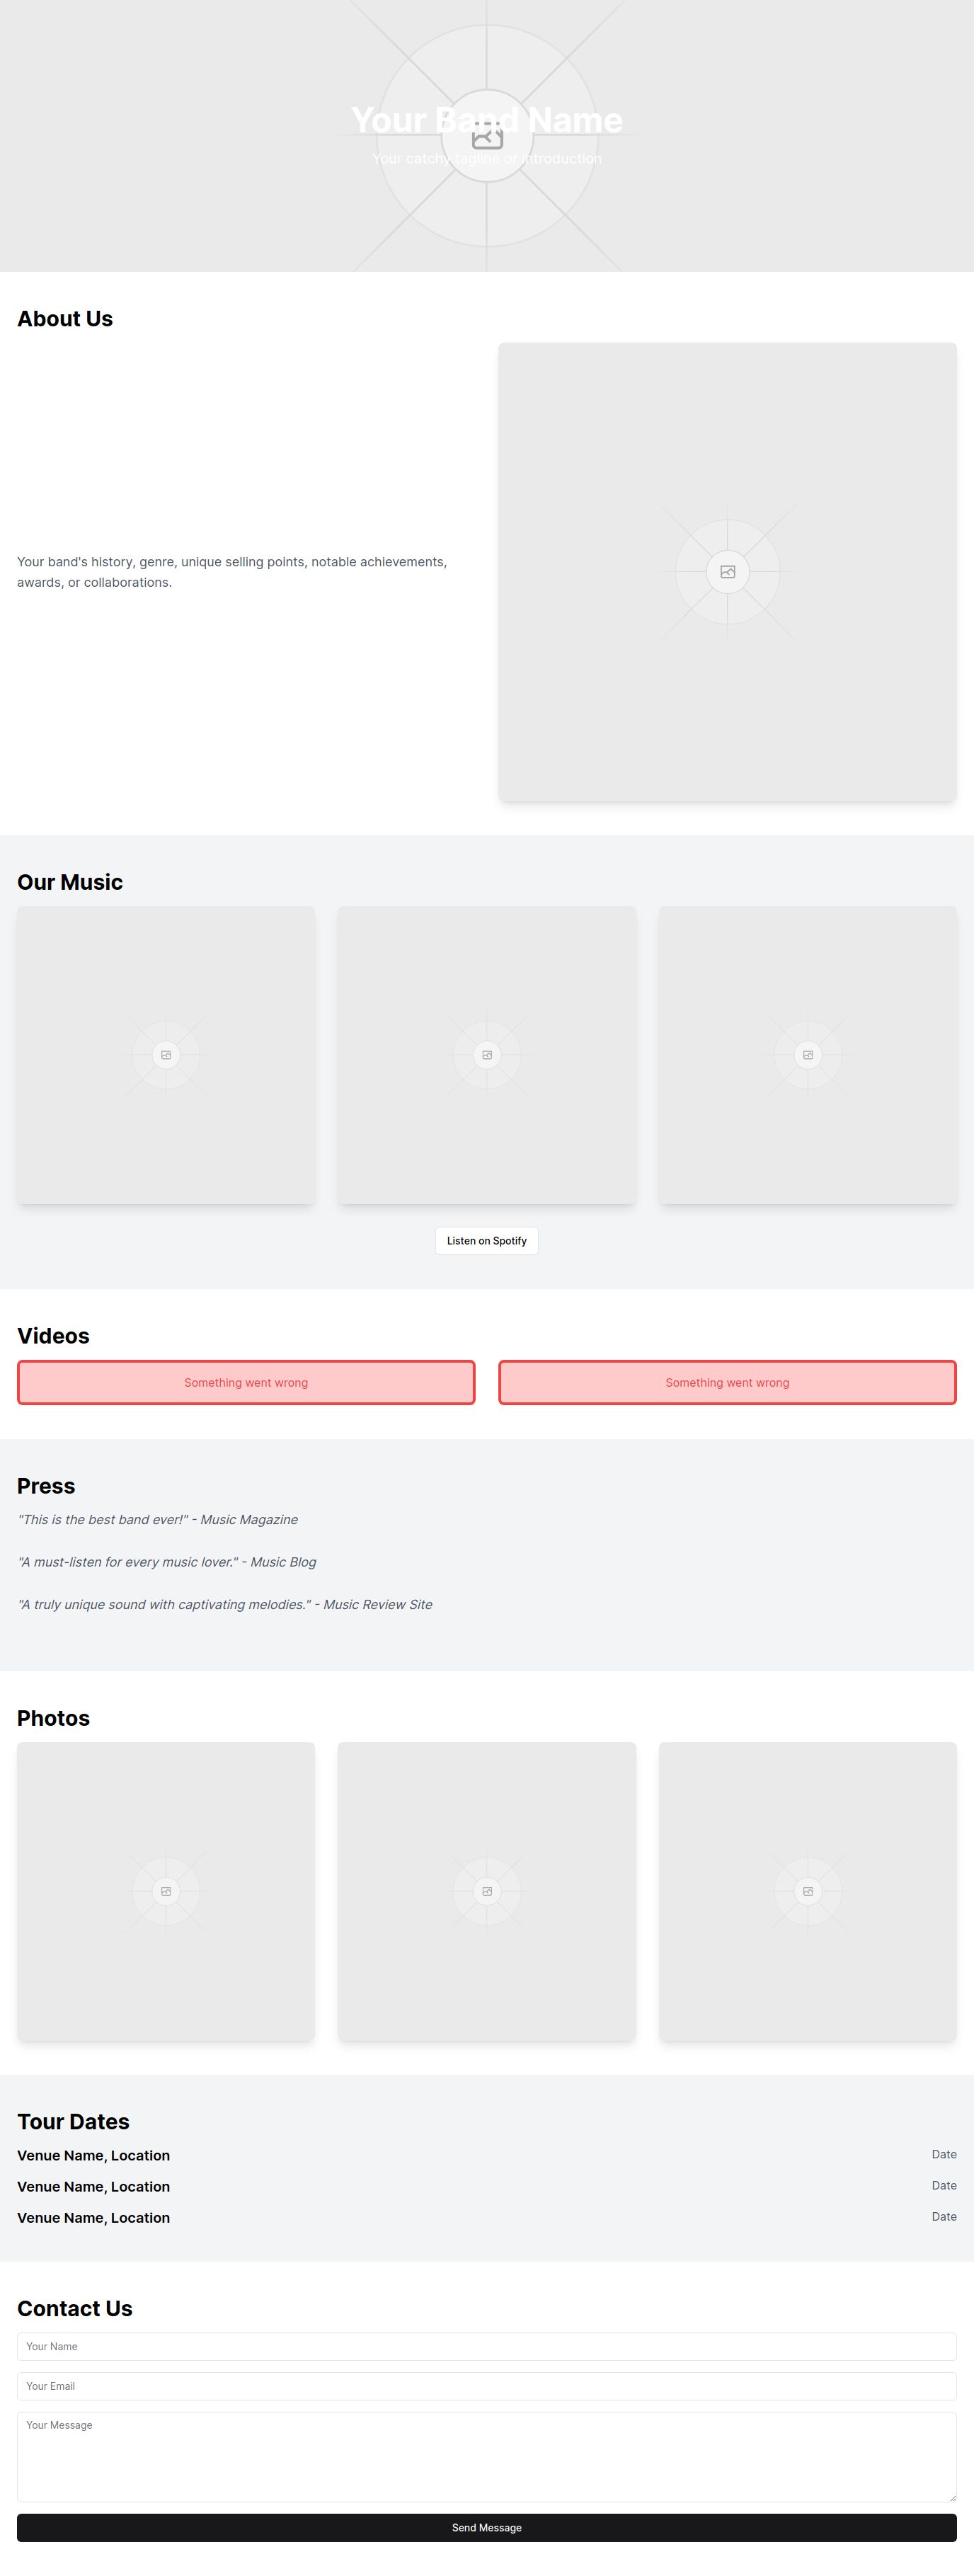 Your Band Name
Your catchy tagline or introduction
About Us
Your band's history, genre, unique selling points, notable achievements,
awards, or collaborations.
Our Music
Listen on Spotify
Videos
Something went wrong
Something went wrong
Press
"This is the best band ever!" - Music Magazine
"A must-listen for every music lover." - Music Blog
"A truly unique sound with captivating melodies." - Music Review Site
Photos
Tour Dates
Venue Name, Location Date
Venue Name, Location Date
Venue Name, Location Date
Contact Us
Your Name
Your Email
Your Message
Send Message